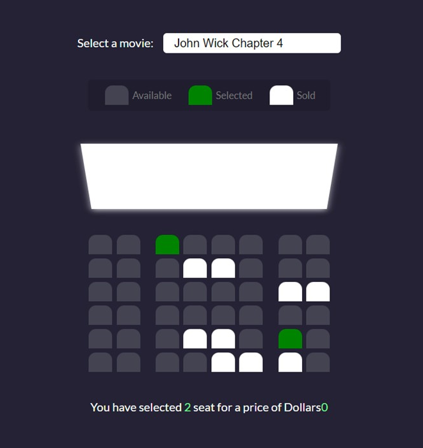 Select a movie: John Wick Chapter 4
Available Selected Sold
You have selected 2 seat for a price of Dollars0